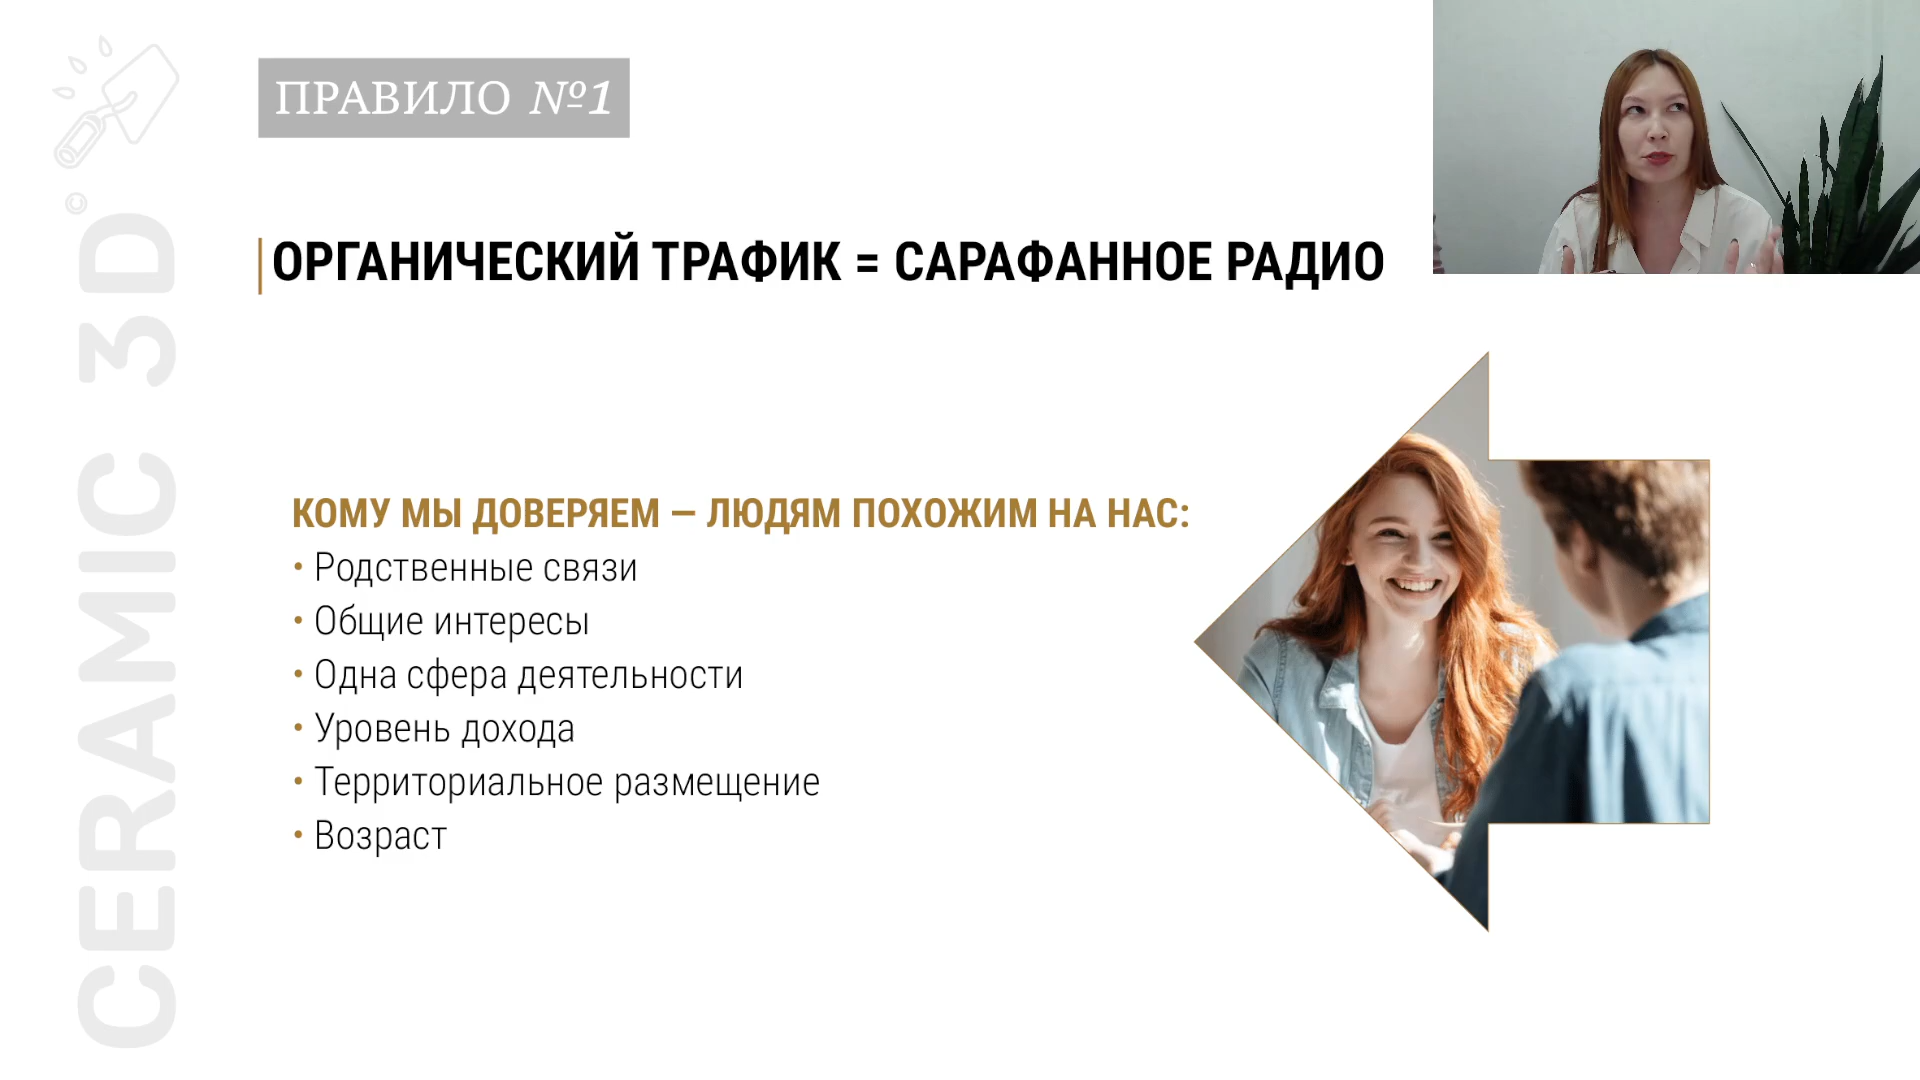 ПРАВИЛО №1
ОРГАНИЧЕСКИЙ ТРАФИК = САРАФАННОЕ РАДИО
КОМУ МЫ ДОВЕРЯЕМ — ЛЮДЯМ ПОХОЖИМ НА НАС:
• Родственные связи
• Общие интересы
• Одна сфера деятельности
• Уровень дохода
• Территориальное размещение
• Возраст
CERAMIC 3D©